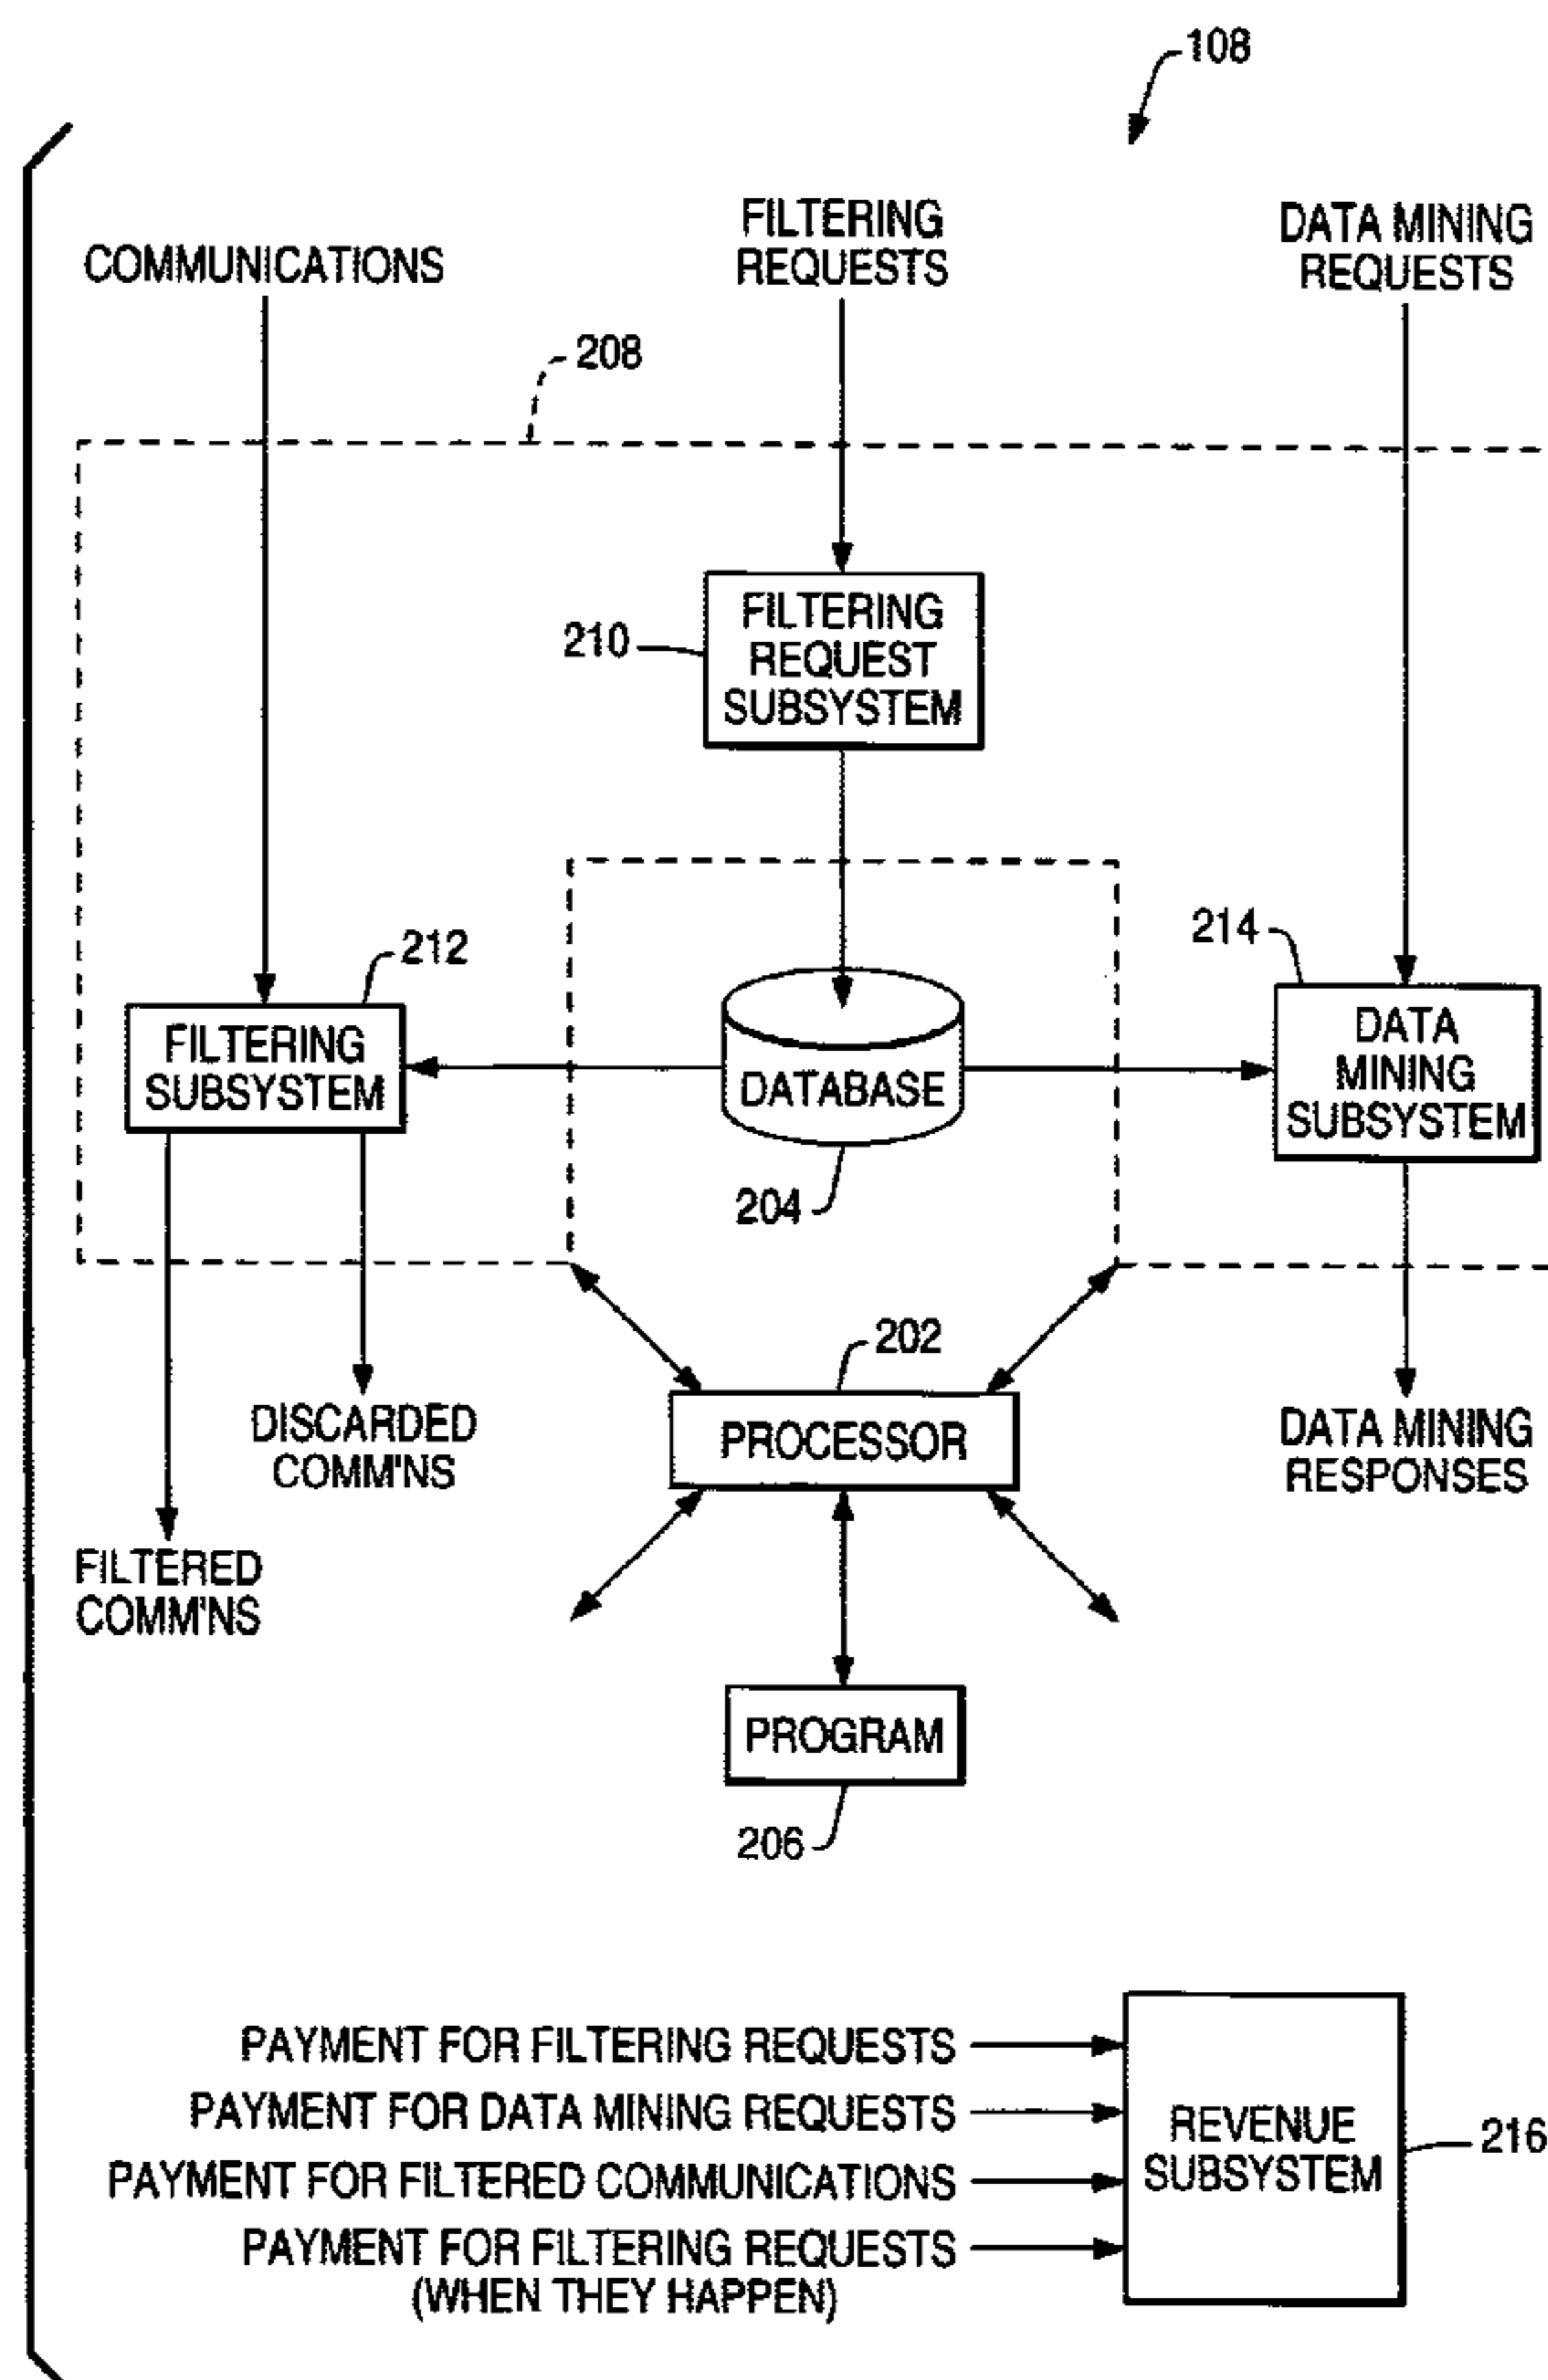 108
FILTERING
REQUESTS
DATA MINING
REQUESTS
COMMUNICATIONS
208
FILTERING
REQUEST
SUBSYSTEM
210
212
214
FILTERING
SUBSYSTEM
DATABASE
DATA
MINING
SUBSYSTEM
204
202
PROCESSOR
DISCARDED
COMM'NS
DATA MINING
RESPONSES
FILTERED
COMM'NS
PROGRAM
206
PAYMENT FOR FILTERING REQUESTS
PAYMENT FOR DATA MINING REQUESTS
PAYMENT FOR FILTERED COMMUNICATIONS
PAYMENT FOR FILTERING REQUESTS
(WHEN THEY HAPPEN)
REVENUE
SUBSYSTEM
216